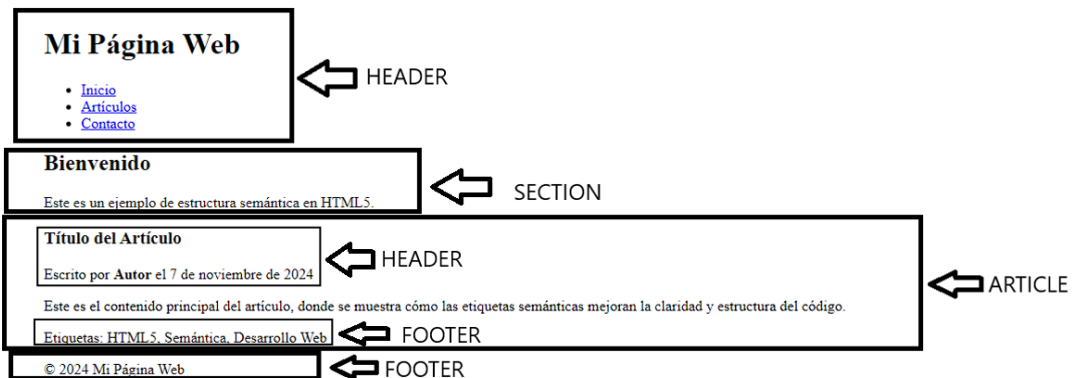 Mi Página Web
HEADER
• Inicio
• Artículos
• Contacto
Bienvenido
SECTION
Este es un ejemplo de estructura semántica en HTML5.
Título del Artículo
HEADER
Escrito por Autor el 7 de noviembre de 2024
ARTICLE
Este es el contenido principal del artículo, donde se muestra cómo las etiquetas semánticas mejoran la claridad y estructura del código.
Etiquetas: HTML5, Semántica, Desarrollo Web
FOOTER
© 2024 Mi Página Web
FOOTER